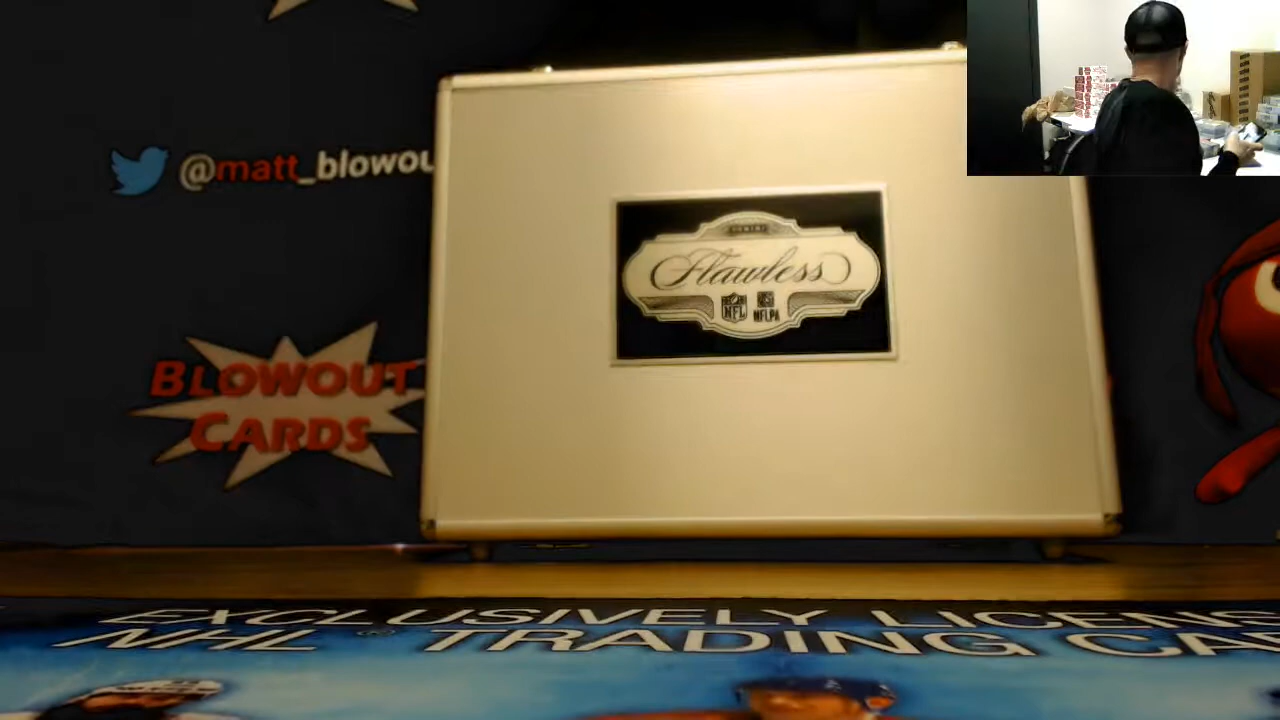 @matt_blowou
PANINI
Flawless
NFL
NFLPA
BLOWOUT
CARDS
EXCLUSIVELY LICENS
NHL® TRADING CA